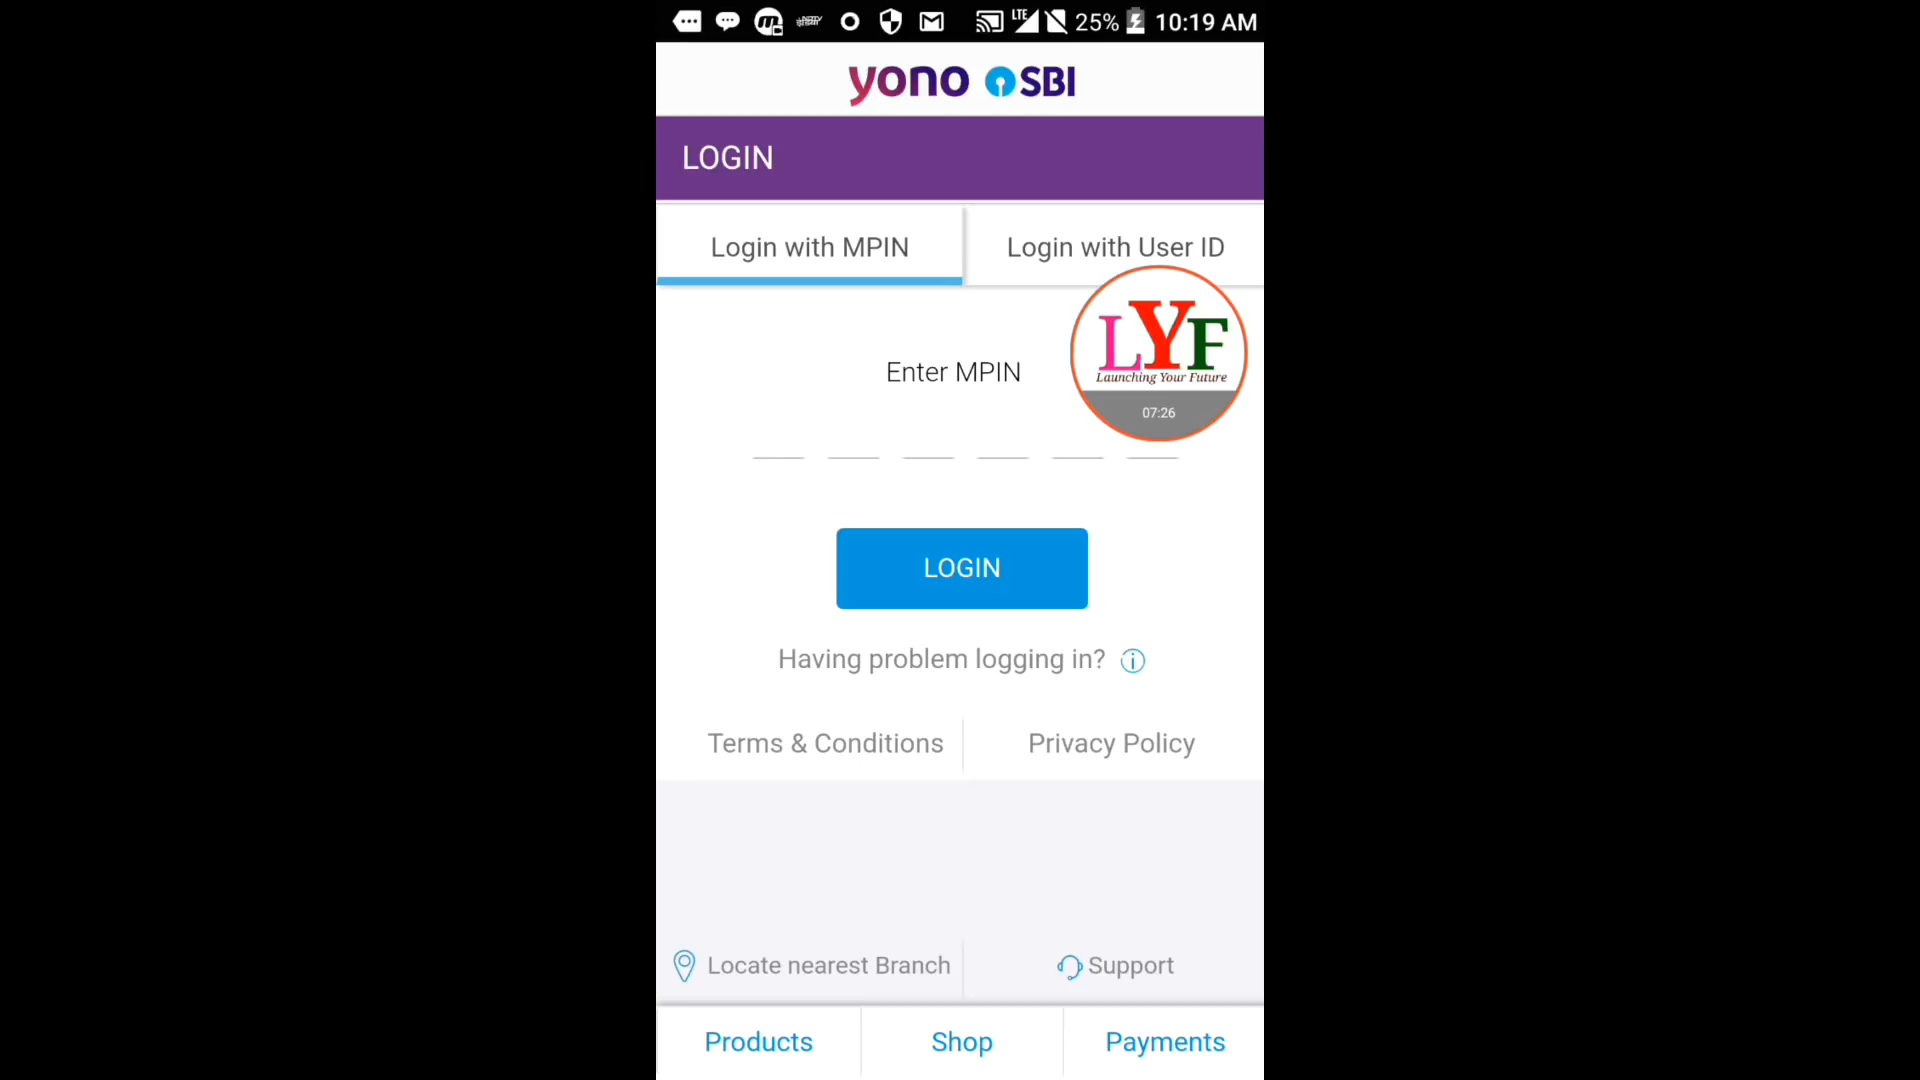 LTE 25% 10:19 AM
yono SBI
LOGIN
Login with MPIN
Login with User ID
LYF
Launching Your Future
07:26
Enter MPIN
LOGIN
Having problem logging in?
Terms & Conditions
Privacy Policy
Locate nearest Branch
Support
Products
Shop
Payments